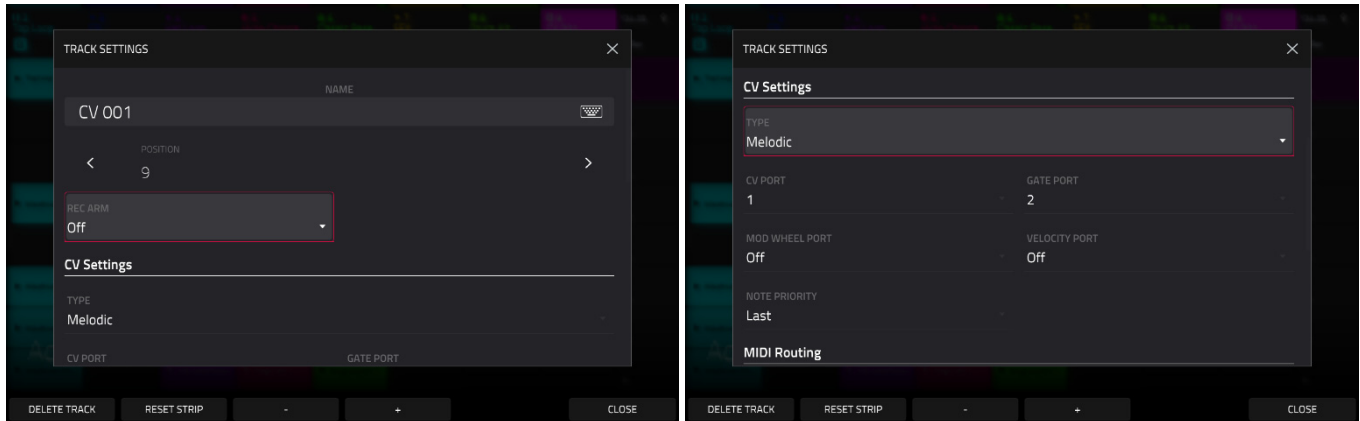 TRACK SETTINGS
NAME
CV 001
POSITION
9
REC ARM
Off
CV Settings
TYPE
Melodic
CV PORT GATE PORT
DELETE TRACK RESET STRIP - + CLOSE
TRACK SETTINGS
CV Settings
TYPE
Melodic
CV PORT GATE PORT
1 2
MOD WHEEL PORT VELOCITY PORT
Off Off
NOTE PRIORITY
Last
MIDI Routing
DELETE TRACK RESET STRIP - + CLOSE